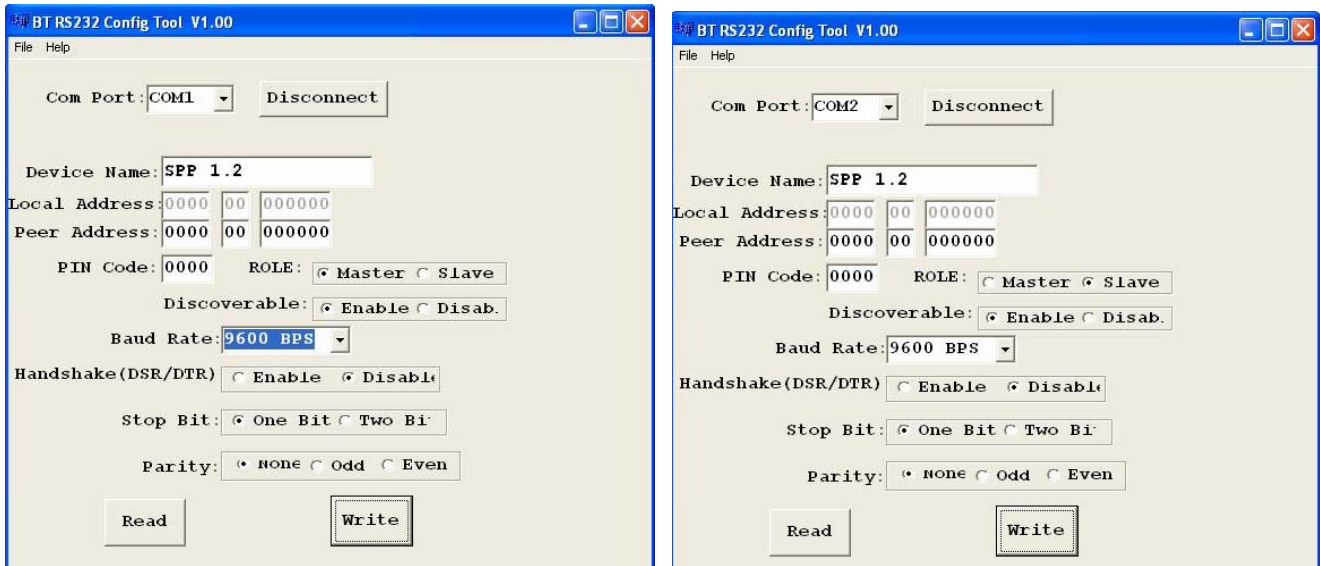 BT RS232 Config Tool V1.00
File Help
Com Port: COM1 Disconnect
Device Name: SPP 1.2
Local Address: 0000 00 000000
Peer Address: 0000 00 000000
PIN Code: 0000 ROLE: Master Slave
Discoverable: Enable Disab.
Baud Rate: 9600 BPS
Handshake(DSR/DTR) Enable Disable
Stop Bit: One Bit Two Bi
Parity: None Odd Even
Read Write
BT RS232 Config Tool V1.00
File Help
Com Port: COM2 Disconnect
Device Name: SPP 1.2
Local Address: 0000 00 000000
Peer Address: 0000 00 000000
PIN Code: 0000 ROLE: Master Slave
Discoverable: Enable Disab.
Baud Rate: 9600 BPS
Handshake(DSR/DTR) Enable Disable
Stop Bit: One Bit Two Bi
Parity: None Odd Even
Read Write